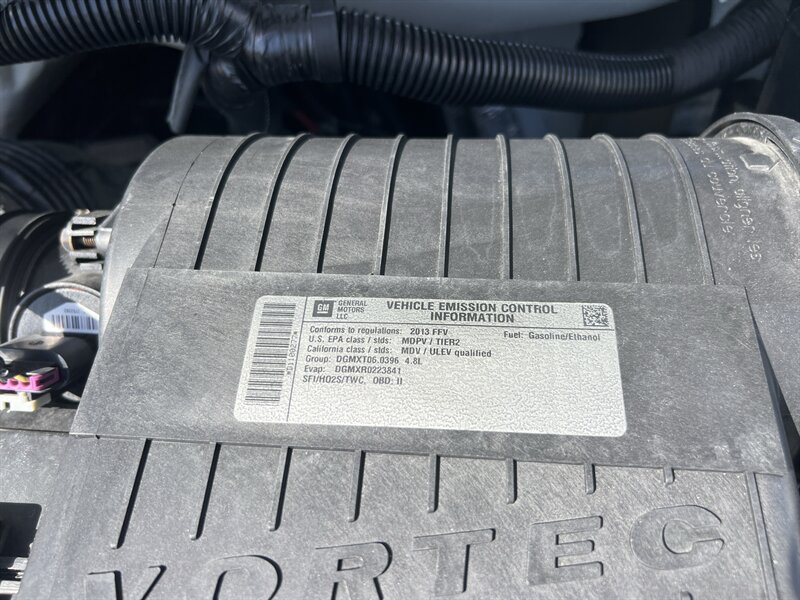 GM
GENERAL
MOTORS
LLC
VEHICLE EMISSION CONTROL
INFORMATION
Conforms to regulations: 2013 FFV
Fuel: Gasoline/Ethanol
U.S. EPA class / stds: MDPV / TIER2
California class / stds: MDV / ULEV qualified
Group: DGMXT06.0396 4.8L
Evap: DGMXR0223841
SFI/HO2S/TWC, OBD: II
VORTEC